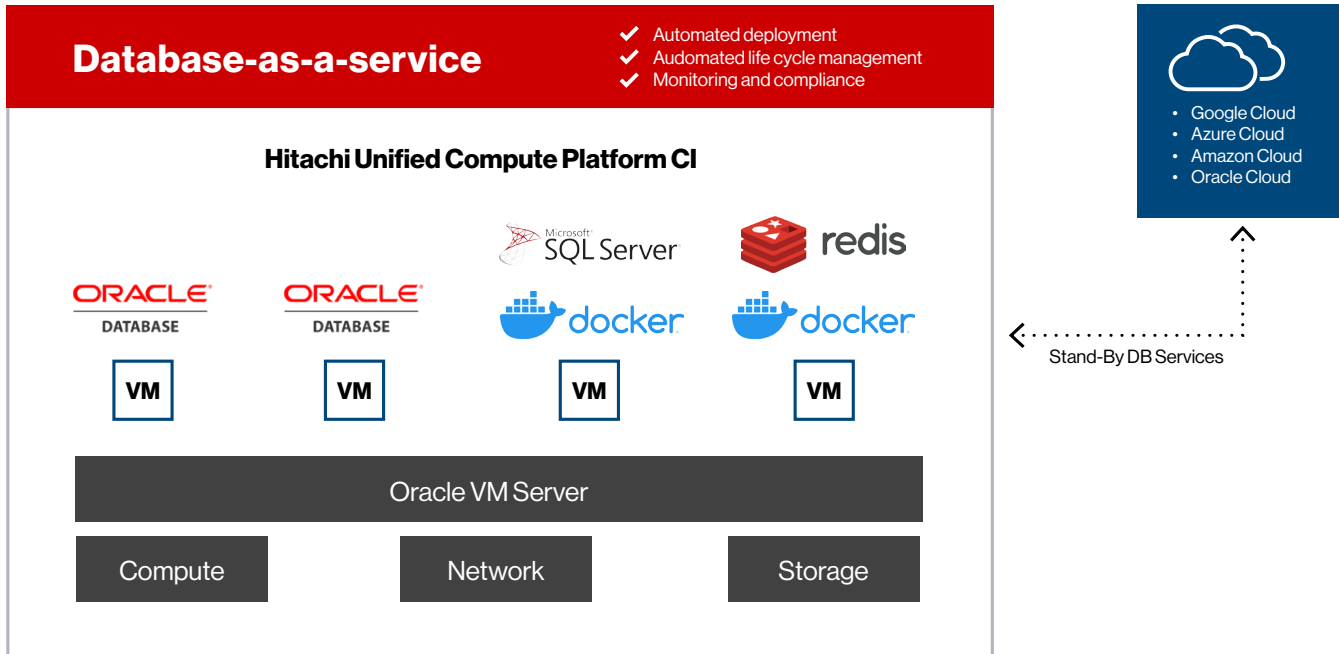 Database-as-a-service
Automated deployment
Audomated life cycle management
Monitoring and compliance
• Google Cloud
• Azure Cloud
• Amazon Cloud
• Oracle Cloud
Hitachi Unified Compute Platform CI
Microsoft
SQL Server
redis
ORACLE
DATABASE
ORACLE
DATABASE
docker
docker
VM
VM
VM
VM
Stand-By DB Services
Oracle VM Server
Compute
Network
Storage